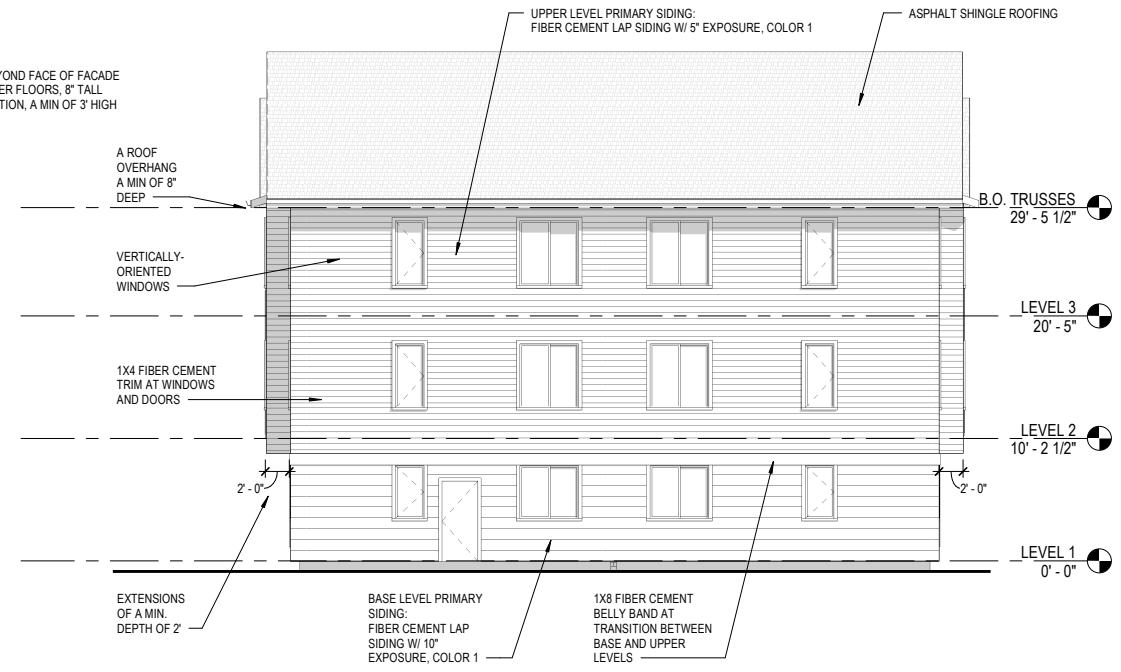 UPPER LEVEL PRIMARY SIDING:
FIBER CEMENT LAP SIDING W/ 5" EXPOSURE, COLOR 1
ASPHALT SHINGLE ROOFING
FACE OF FACADE
FLOORS, 8" TALL
A MIN OF 3' HIGH
A ROOF
OVERHANG
A MIN OF 8"
DEEP
B.O. TRUSSES
29' - 5 1/2"
VERTICALLY-
ORIENTED
WINDOWS
LEVEL 3
20' - 5"
1X4 FIBER CEMENT
TRIM AT WINDOWS
AND DOORS
LEVEL 2
10' - 2 1/2"
2' - 0"
2' - 0"
LEVEL 1
0' - 0"
EXTENSIONS
OF A MIN.
DEPTH OF 2'
BASE LEVEL PRIMARY
SIDING:
FIBER CEMENT LAP
SIDING W/ 10"
EXPOSURE, COLOR 1
1X8 FIBER CEMENT
BELLY BAND AT
TRANSITION BETWEEN
BASE AND UPPER
LEVELS